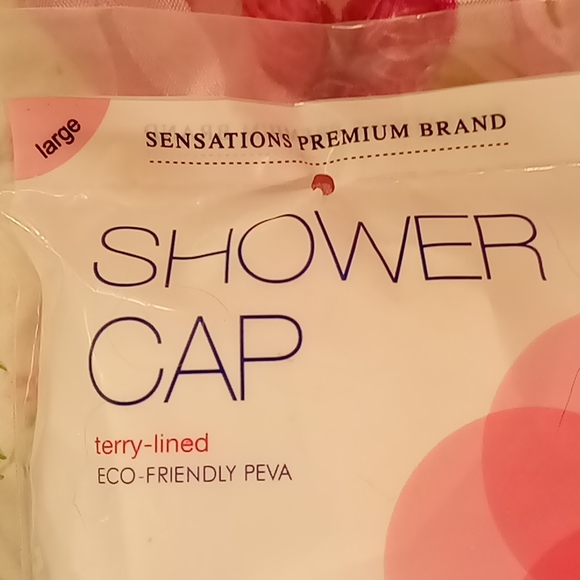 large
SENSATIONS PREMIUM BRAND
SHOWER
CAP
terry-lined
ECO-FRIENDLY PEVA